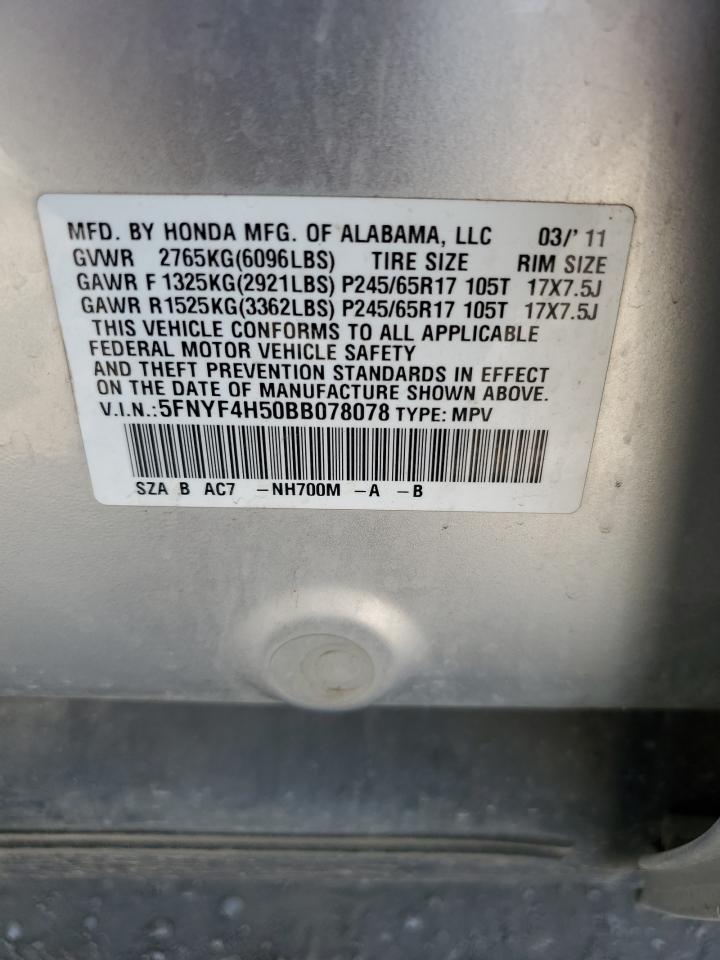 MFD. BY HONDA MFG. OF ALABAMA, LLC 03/' 11
GVWR 2765KG(6096LBS) TIRE SIZE RIM SIZE
GAWR F 1325KG(2921LBS) P245/65R17 105T 17X7.5J
GAWR R1525KG(3362LBS) P245/65R17 105T 17X7.5J
THIS VEHICLE CONFORMS TO ALL APPLICABLE
FEDERAL MOTOR VEHICLE SAFETY
AND THEFT PREVENTION STANDARDS IN EFFECT
ON THE DATE OF MANUFACTURE SHOWN ABOVE.
V.I.N.:5FNYF4H50BB078078 TYPE: MPV
SZA B AC7 -NH700M -A -B